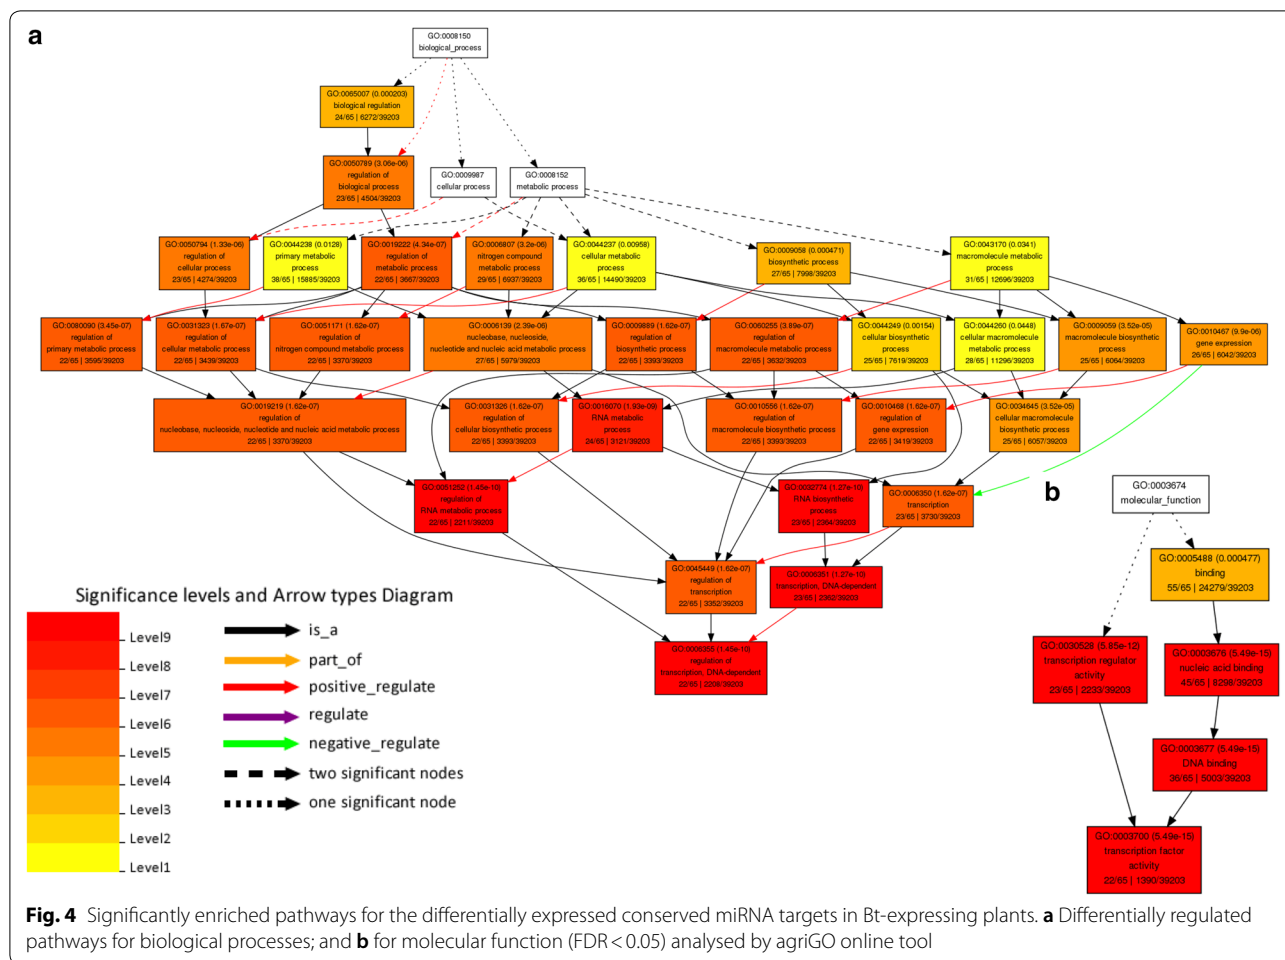 a
GO:0008150
biological_process
GO:0065007 (0.000203)
biological regulation
24/65 | 6272/39203
GO:0050789 (3.06e-06)
regulation of
biological process
23/65 | 4504/39203
GO:0009987
cellular process
GO:0008152
metabolic process
GO:0050794 (1.33e-06)
regulation of
cellular process
23/65 | 4274/39203
GO:0044238 (0.0128)
primary metabolic
process
38/65 | 15885/39203
GO:0019222 (4.34e-07)
regulation of
metabolic process
22/65 | 3667/39203
GO:0006807 (3.2e-06)
nitrogen compound
metabolic process
29/65 | 6937/39203
GO:0044237 (0.00958)
cellular metabolic
process
36/65 | 14490/39203
GO:0009058 (0.000471)
biosynthetic process
27/65 | 7998/39203
GO:0043170 (0.0341)
macromolecule metabolic
process
31/65 | 12696/39203
GO:0080090 (3.45e-07)
regulation of
primary metabolic process
22/65 | 3595/39203
GO:0031323 (1.67e-07)
regulation of
cellular metabolic process
22/65 | 3439/39203
GO:0051171 (1.62e-07)
regulation of
nitrogen compound metabolic process
22/65 | 3370/39203
GO:0006139 (2.39e-06)
nucleobase, nucleoside,
nucleotide and nucleic acid metabolic process
27/65 | 5979/39203
GO:0009889 (1.62e-07)
regulation of
biosynthetic process
22/65 | 3393/39203
GO:0060255 (3.89e-07)
regulation of
macromolecule metabolic process
22/65 | 3632/39203
GO:0044249 (0.00154)
cellular biosynthetic
process
25/65 | 7619/39203
GO:0044260 (0.0448)
cellular macromolecule
metabolic process
28/65 | 11296/39203
GO:0009059 (3.52e-05)
macromolecule biosynthetic
process
25/65 | 6064/39203
GO:0010467 (9.9e-06)
gene expression
26/65 | 6042/39203
GO:0019219 (1.62e-07)
regulation of
nucleobase, nucleoside, nucleotide and nucleic acid metabolic process
22/65 | 3370/39203
GO:0031326 (1.62e-07)
regulation of
cellular biosynthetic process
22/65 | 3393/39203
GO:0016070 (1.93e-09)
RNA metabolic
process
24/65 | 3121/39203
GO:0010556 (1.62e-07)
regulation of
macromolecule biosynthetic process
22/65 | 3393/39203
GO:0010468 (1.62e-07)
regulation of
gene expression
22/65 | 3419/39203
GO:0034645 (3.52e-05)
cellular macromolecule
biosynthetic process
25/65 | 6057/39203
GO:0051252 (1.45e-10)
regulation of
RNA metabolic process
22/65 | 2211/39203
GO:0032774 (1.27e-10)
RNA biosynthetic
process
23/65 | 2364/39203
GO:0006350 (1.62e-07)
transcription
23/65 | 3730/39203
GO:0045449 (1.62e-07)
regulation of
transcription
22/65 | 3352/39203
GO:0006351 (1.27e-10)
transcription, DNA-dependent
23/65 | 2362/39203
GO:0006355 (1.45e-10)
regulation of
transcription, DNA-dependent
22/65 | 2208/39203
b
GO:0003674
molecular_function
GO:0005488 (0.000477)
binding
55/65 | 24279/39203
GO:0030528 (5.05e-12)
transcription regulator
activity
23/65 | 2233/39203
GO:0003676 (5.49e-15)
nucleic acid binding
45/65 | 8298/39203
GO:0003677 (5.49e-15)
DNA binding
36/65 | 5003/39203
GO:0003700 (5.49e-15)
transcription factor
activity
22/65 | 1390/39203
Significance levels and Arrow types Diagram
Level9
Level8
Level7
Level6
Level5
Level4
Level3
Level2
Level1
is_a
part_of
positive_regulate
regulate
negative_regulate
two significant nodes
one significant node
Fig. 4 Significantly enriched pathways for the differentially expressed conserved miRNA targets in Bt-expressing plants. a Differentially regulated
pathways for biological processes; and b for molecular function (FDR < 0.05) analysed by agriGO online tool